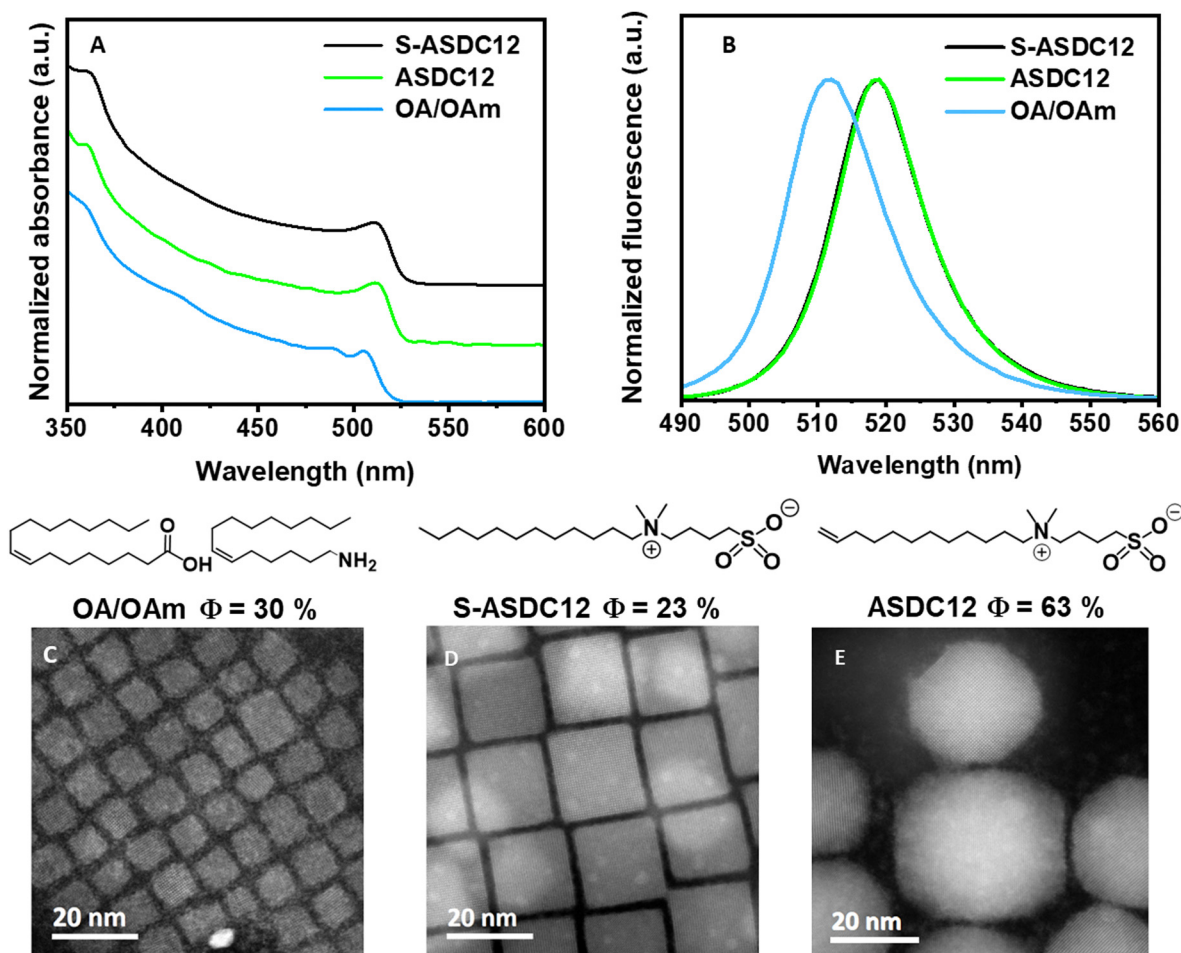 A
S-ASDC12
ASDC12
OA/OAm
Normalized absorbance (a.u.)
350 400 450 500 550 600
Wavelength (nm)
B
S-ASDC12
ASDC12
OA/OAm
Normalized fluorescence (a.u.)
490 500 510 520 530 540 550 560
Wavelength (nm)
O
OH
NH₂
N
⊕
S
O
⊖
O
O
N
⊕
S
O
⊖
O
O
OA/OAm Φ = 30 %
S-ASDC12 Φ = 23 %
ASDC12 Φ = 63 %
C
20 nm
D
20 nm
E
20 nm